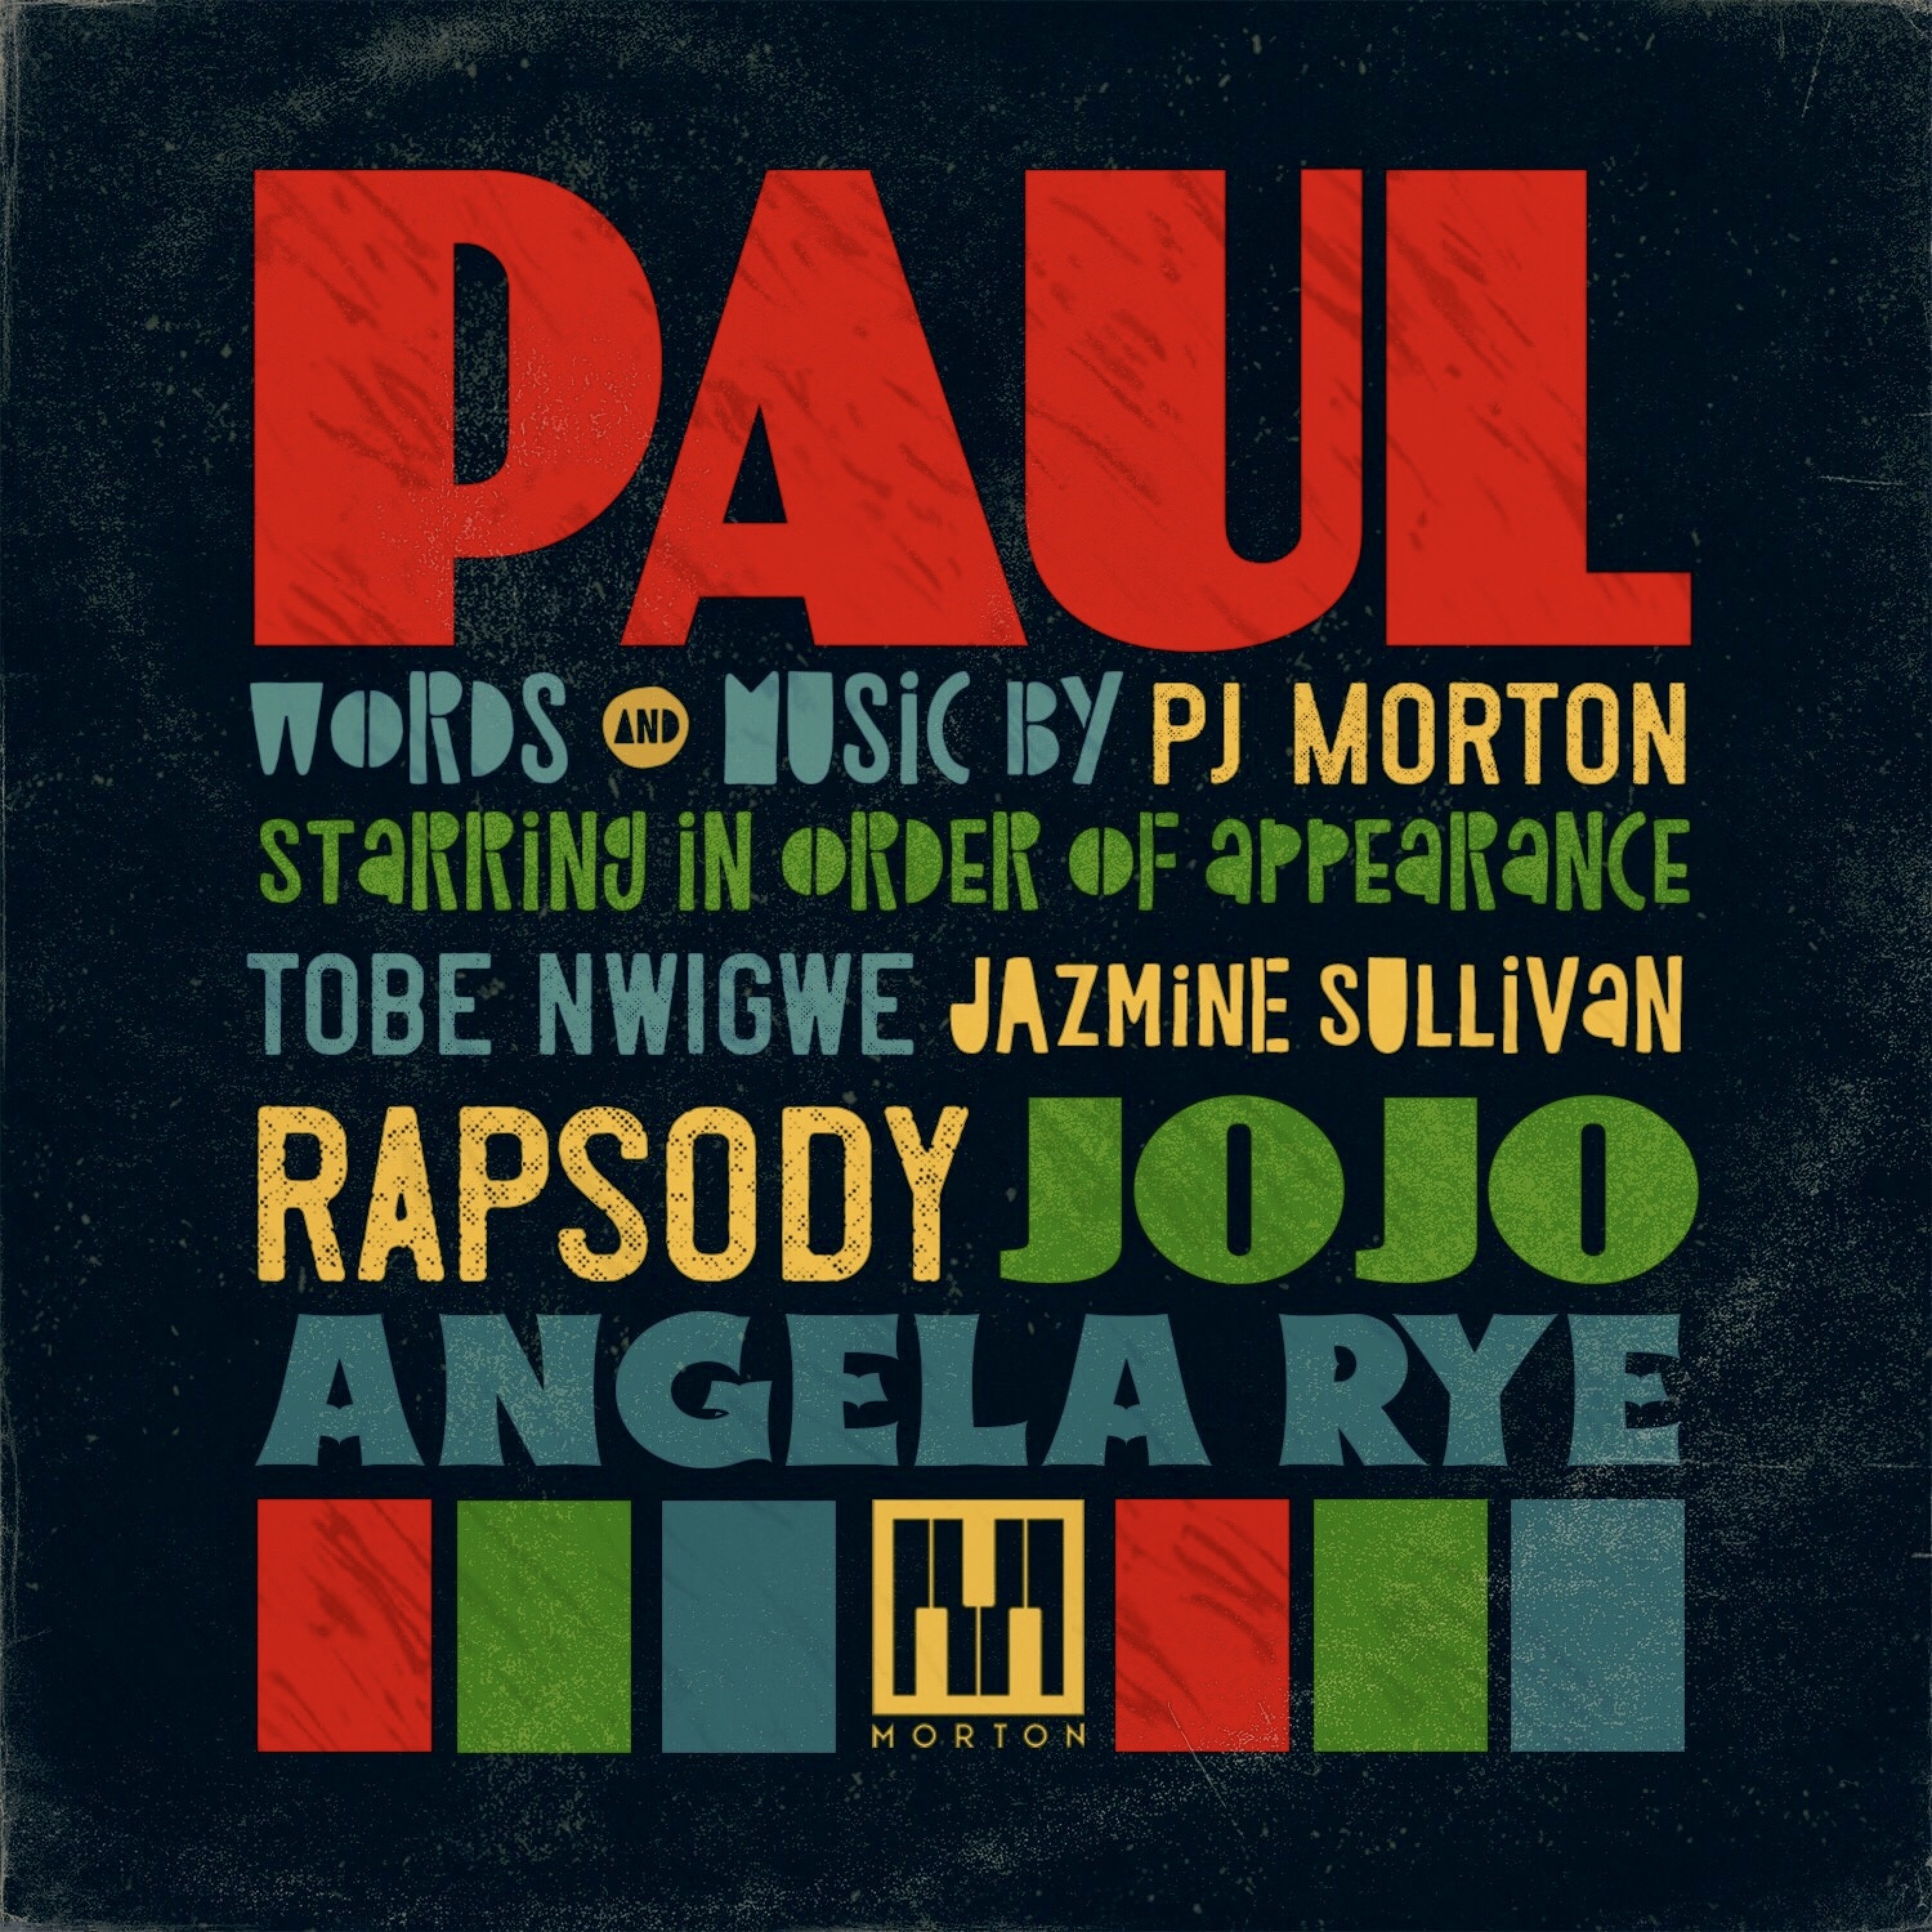 PAUL
WORDS AND MUSIC BY PJ MORTON
STARRING IN ORDER OF APPEARANCE
TOBE NWIGWE JAZMINE SULLIVAN
RAPSODY JOJO
ANGELA RYE
MORTON